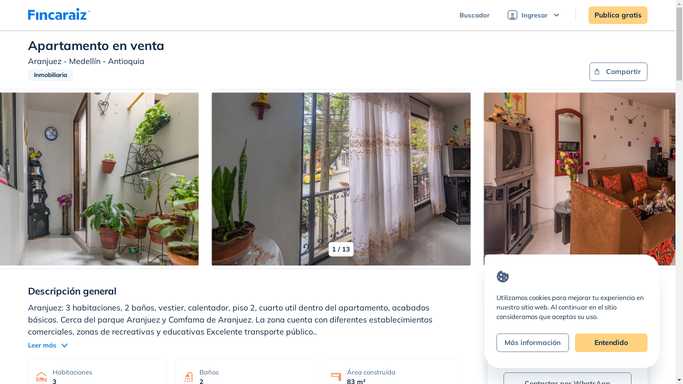 Fincaraiz
Buscador
Ingresar
Publica gratis
Apartamento en venta
Aranjuez - Medellín - Antioquia
Inmobiliaria
Compartir
1 / 13
Descripción general
Aranjuez: 3 habitaciones, 2 baños, vestier, calentador, piso 2, cuarto util dentro del apartamento, acabados
básicos. Cerca del parque Aranjuez y Comfama de Aranjuez. La zona cuenta con diferentes establecimientos
comerciales, zonas de recreativas y educativas Excelente transporte público..
Leer más
Habitaciones
3
Baños
2
Área construida
83 m²
Utilizamos cookies para mejorar tu experiencia en
nuestro sitio web. Al continuar en el sitio
consideramos que aceptas su uso.
Más información
Entendido
Contactar por WhatsApp